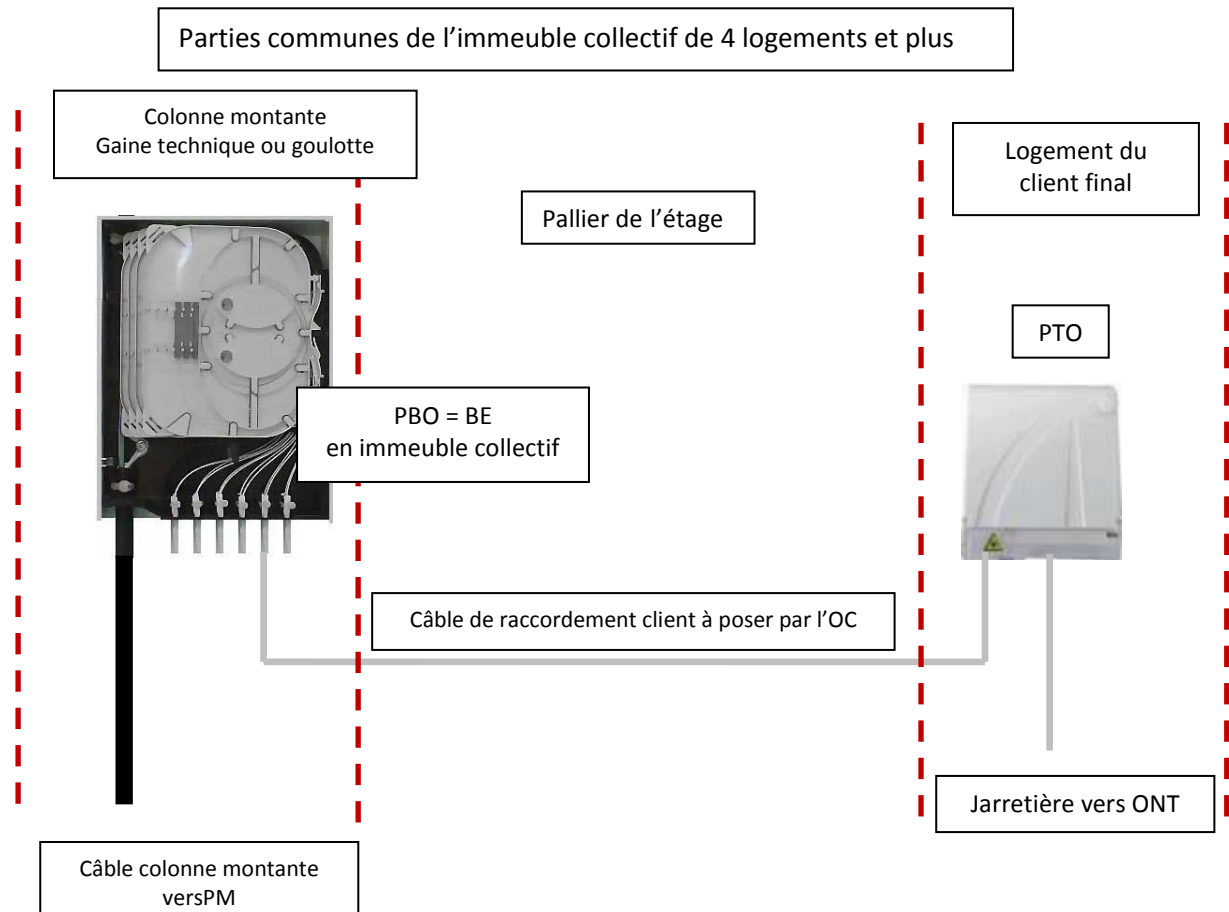 Parties communes de l’immeuble collectif de 4 logements et plus
Colonne montante
Gaine technique ou goulotte
Logement du
client final
Pallier de l’étage
PTO
PBO = BE
en immeuble collectif
Câble de raccordement client à poser par l’OC
Jarretière vers ONT
Câble colonne montante
versPM